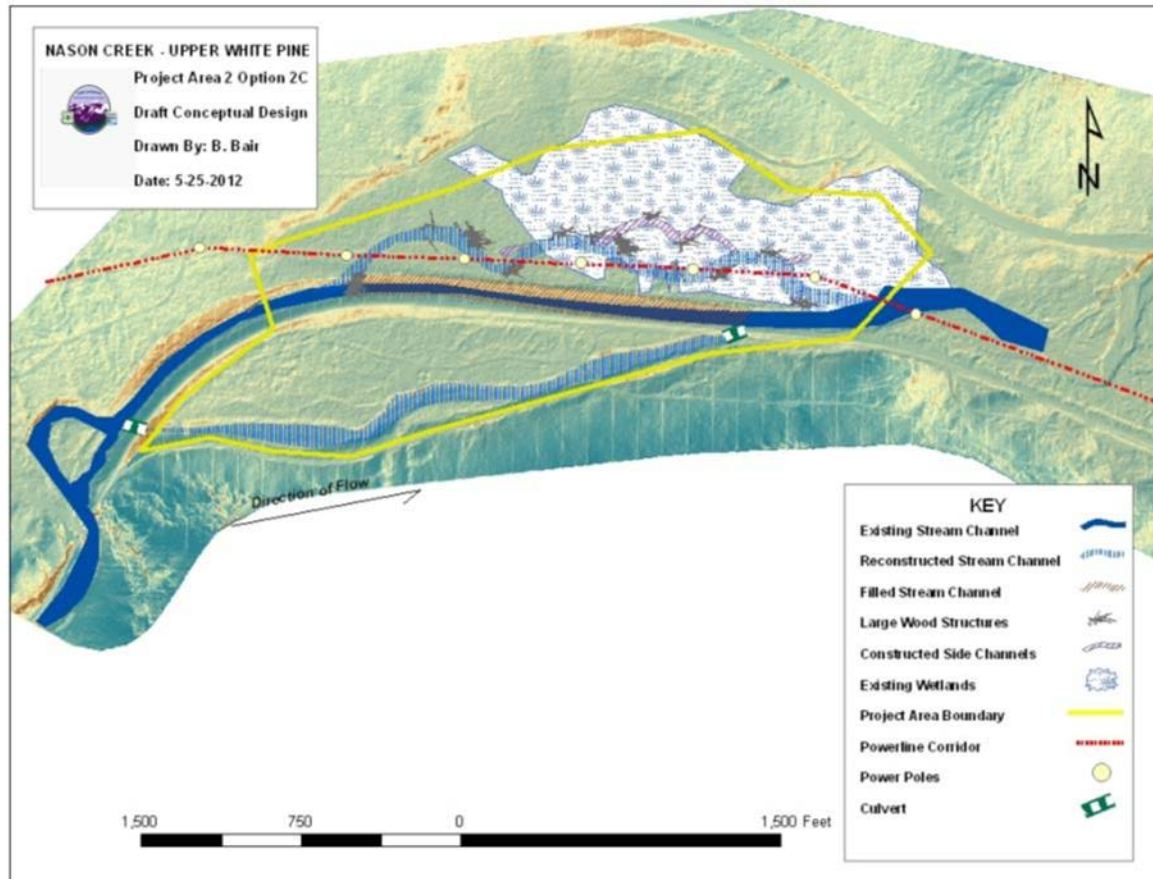 NASON CREEK - UPPER WHITE PINE
Project Area 2 Option 2C
Draft Conceptual Design
Drawn By: B. Bair
Date: 5-25-2012
N
Direction of Flow
KEY
Existing Stream Channel
Reconstructed Stream Channel
Filled Stream Channel
Large Wood Structures
Constructed Side Channels
Existing Wetlands
Project Area Boundary
Powerline Corridor
Power Poles
Culvert
1,500 750 0 1,500 Feet